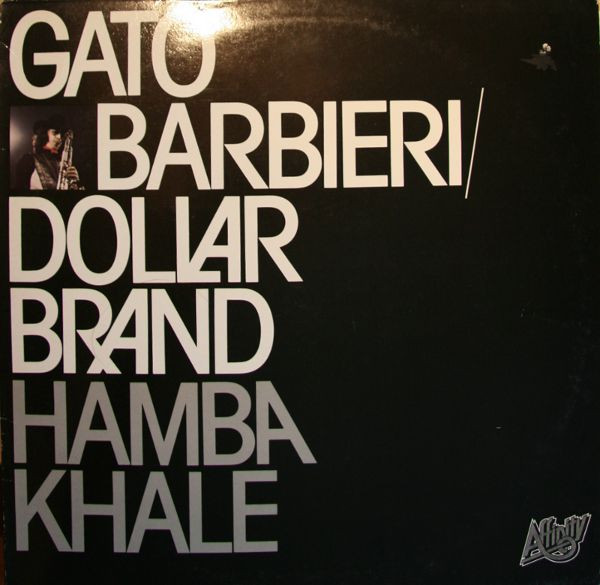 GATO
BARBIERI/
DOLLAR
BRAND
HAMBA
KHALE
Affinity